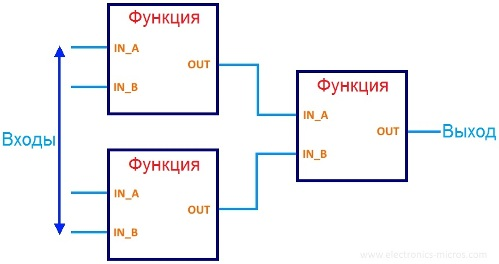 Функция
IN_A
OUT
IN_B
Функция
IN_A
OUT
IN_B
Входы
Выход
Функция
IN_A
OUT
IN_B
www.electronics-micros.com